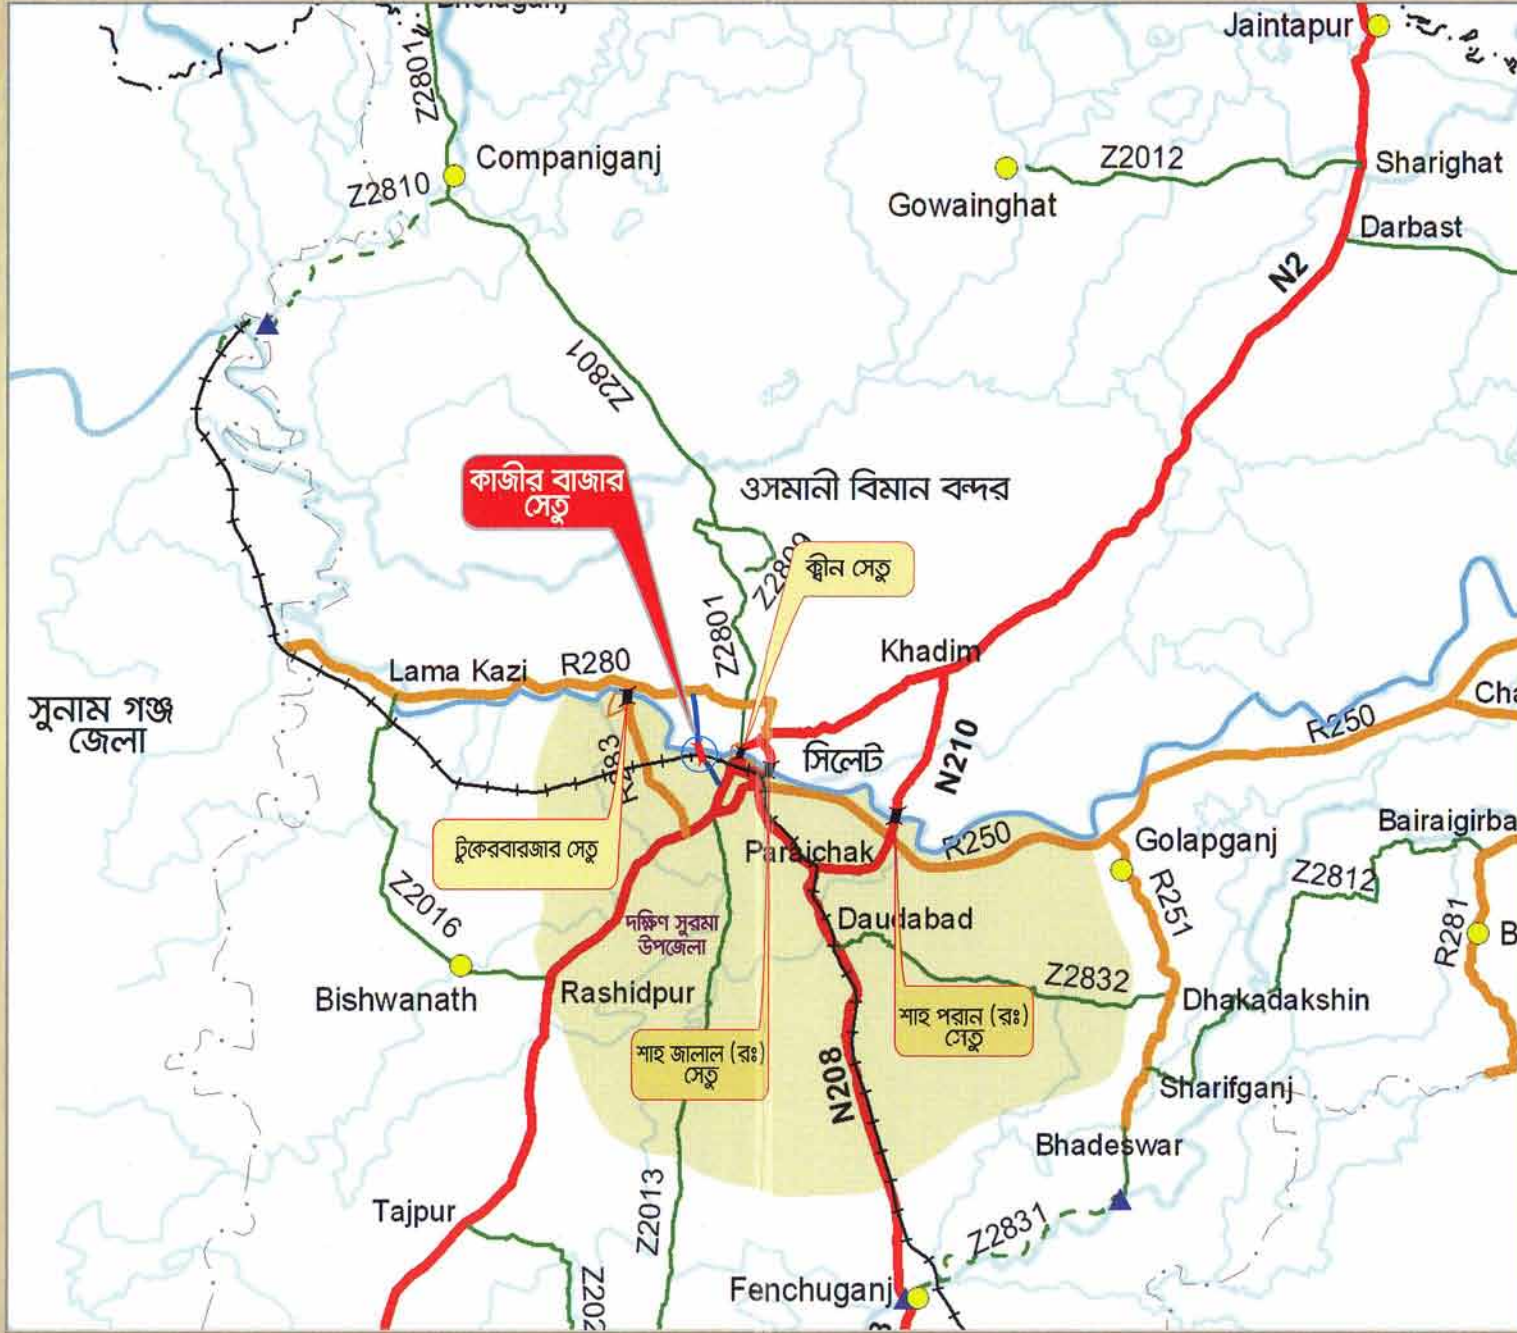 Jaintapur
Z2801
Companiganj
Z2810
Z2012
Sharighat
Gowainghat
Darbast
N2
Z2801
কাজীর বাজার
সেতু
ওসমানী বিমান বন্দর
ক্বীন সেতু
Z2801
Khadim
Lama Kazi
R280
সুনাম গঞ্জ
জেলা
R250
N210
সিলেট
টুকেরবারজার সেতু
Paraichak
R250
Golapganj
Bairaigirba
Z2812
Z2016
R251
R281
দক্ষিণ সুরমা
উপজেলা
Daudabad
Z2832
Bishwanath
Rashidpur
Dhakadakshin
শাহ পরান (রঃ)
সেতু
শাহ জালাল (রঃ)
সেতু
N208
Sharifganj
Bhadeswar
Tajpur
Z2013
Z2831
Fenchuganj